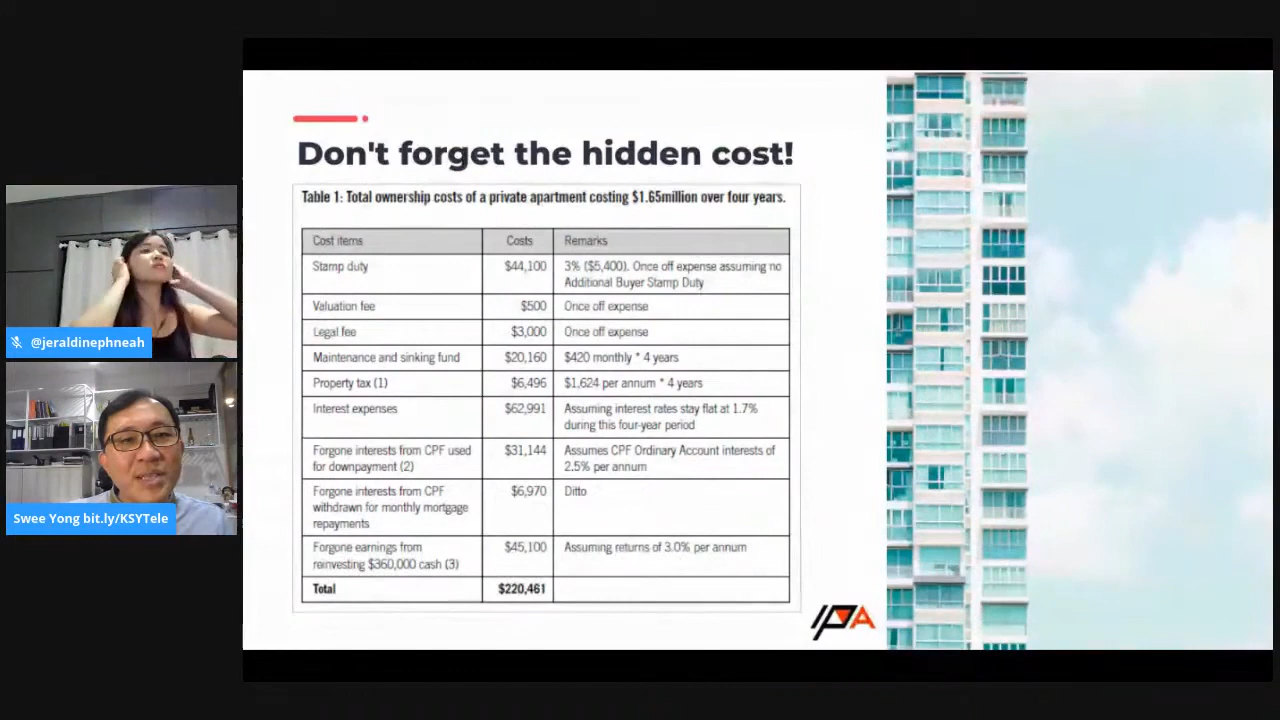 Don't forget the hidden cost!
Table 1: Total ownership costs of a private apartment costing $1.65million over four years.
Cost items Costs Remarks
Stamp duty $44,100 3% ($5,400). Once off expense assuming no
Additional Buyer Stamp Duty
Valuation fee $500 Once off expense
Legal fee $3,000 Once off expense
Maintenance and sinking fund $20,160 $420 monthly * 4 years
Property tax (1) $6,496 $1,624 per annum * 4 years
Interest expenses $62,991 Assuming interest rates stay flat at 1.7%
during this four-year period
Forgone interests from CPF used $31,144 Assumes CPF Ordinary Account interests of
for downpayment (2) 2.5% per annum
Forgone interests from CPF $6,970 Ditto
withdrawn for monthly mortgage
repayments
Forgone earnings from $45,100 Assuming returns of 3.0% per annum
reinvesting $360,000 cash (3)
Total $220,461
IPA
@jeraldinephneah
Swee Yong bit.ly/KSYTele